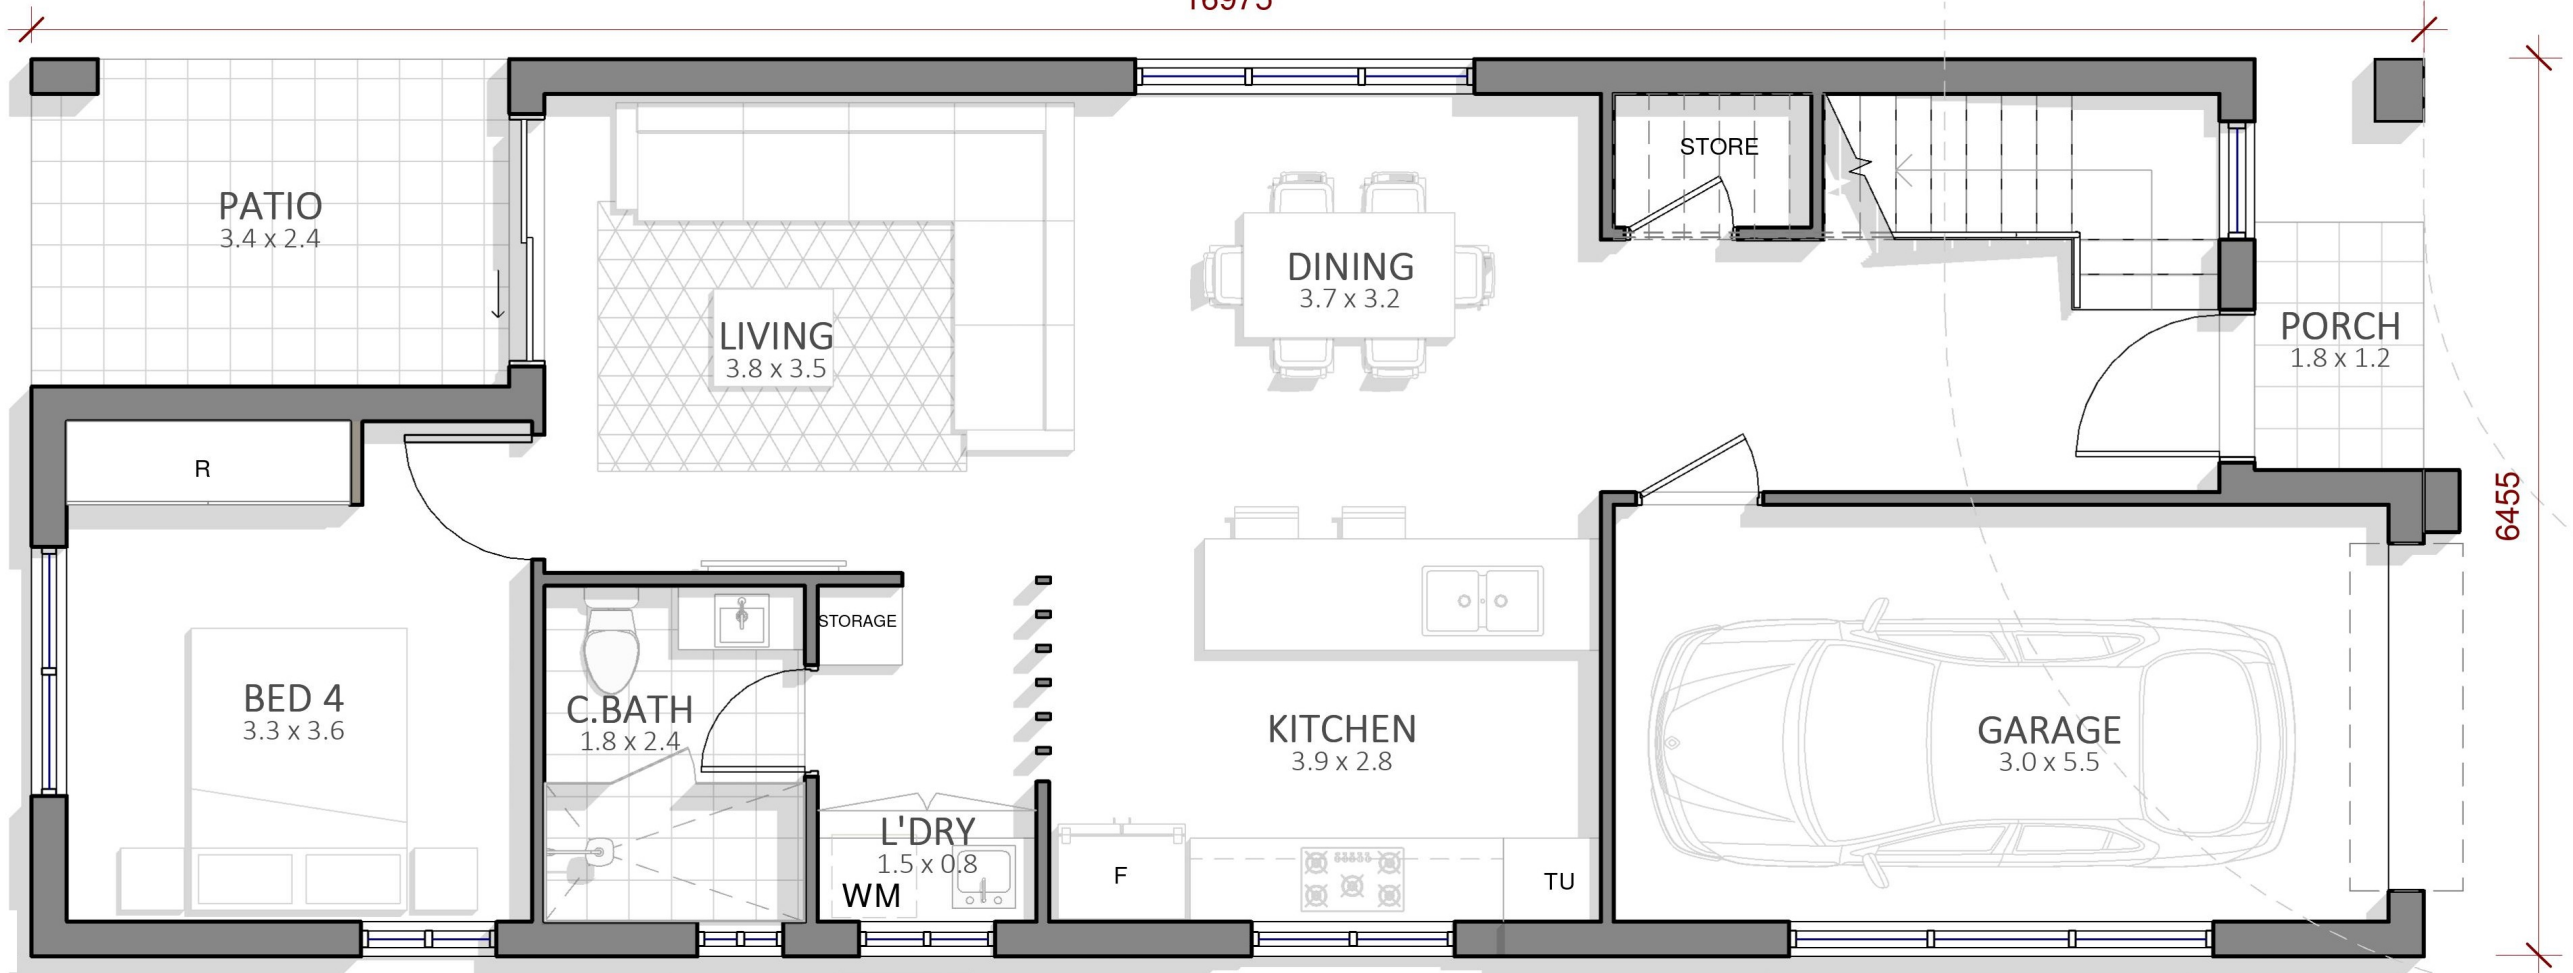 16975
STORE
PATIO
3.4 x 2.4
DINING
3.7 x 3.2
LIVING
3.8 x 3.5
PORCH
1.8 x 1.2
R
6455
STORAGE
BED 4
3.3 x 3.6
C.BATH
1.8 x 2.4
KITCHEN
3.9 x 2.8
GARAGE
3.0 x 5.5
L'DRY
1.5 x 0.8
WM
F
TU